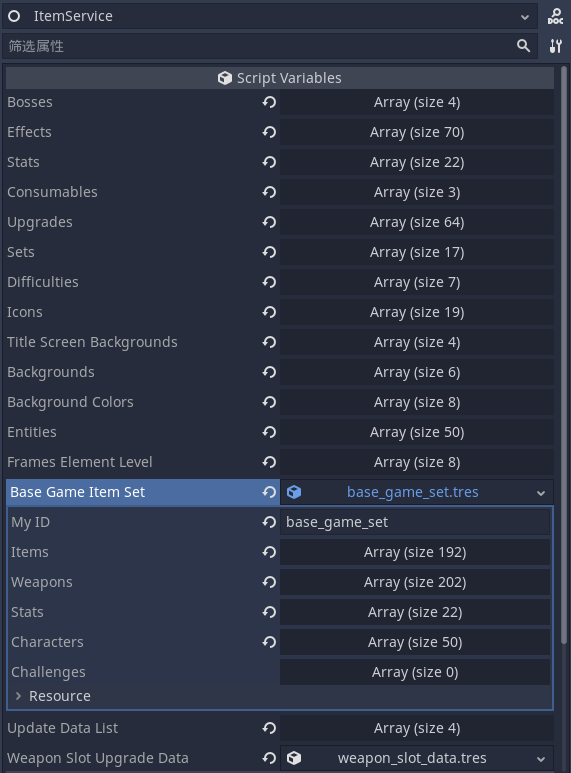 ItemService
DOC
筛选属性
Script Variables
Bosses Array (size 4)
Effects Array (size 70)
Stats Array (size 22)
Consumables Array (size 3)
Upgrades Array (size 64)
Sets Array (size 17)
Difficulties Array (size 7)
Icons Array (size 19)
Title Screen Backgrounds Array (size 4)
Backgrounds Array (size 6)
Background Colors Array (size 8)
Entities Array (size 50)
Frames Element Level Array (size 8)
Base Game Item Set base_game_set.tres
My ID base_game_set
Items Array (size 192)
Weapons Array (size 202)
Stats Array (size 22)
Characters Array (size 50)
Challenges Array (size 0)
Resource
Update Data List Array (size 4)
Weapon Slot Upgrade Data weapon_slot_data.tres